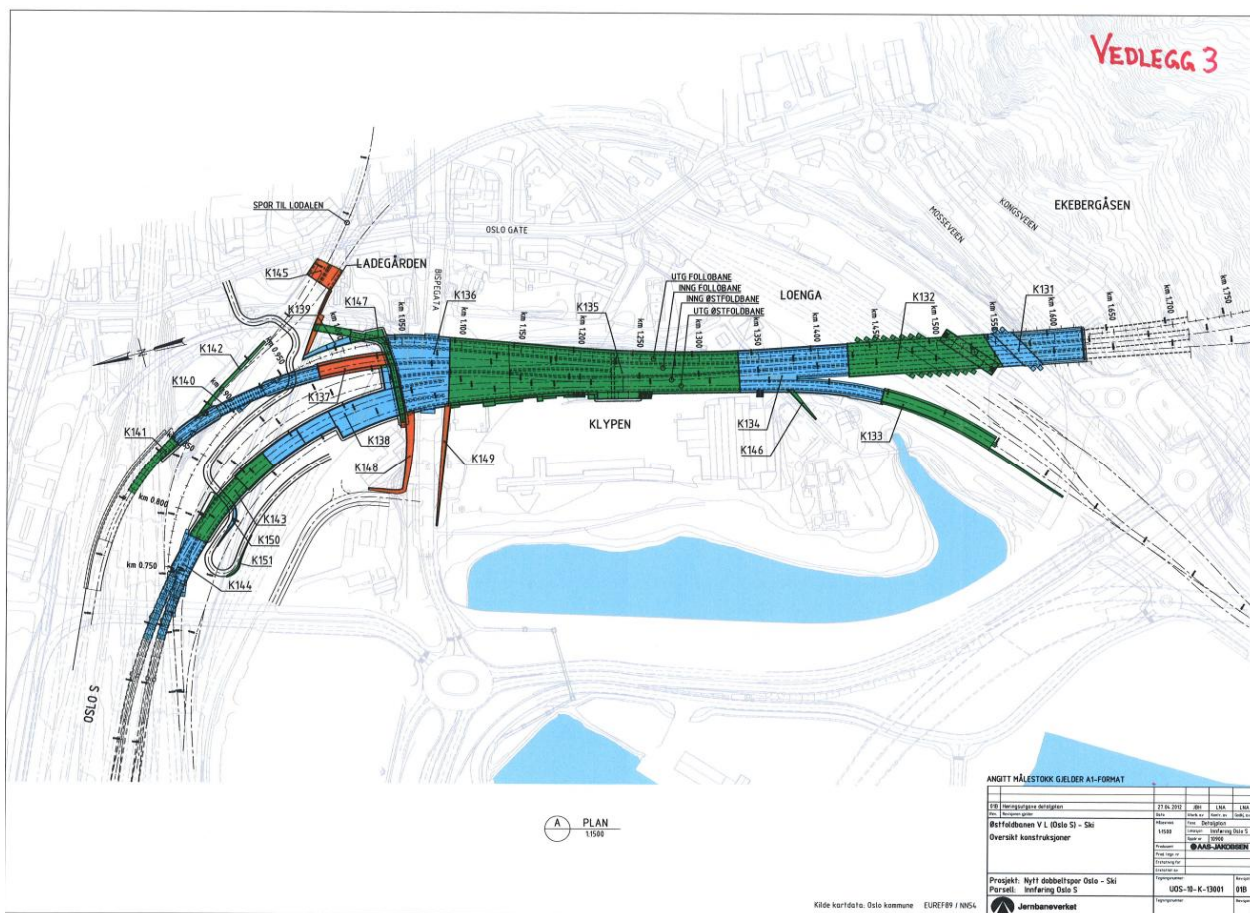 VEDLEGG 3
EKEBERGÅSEN
KONGSVEIEN
MOSSEVEIEN
SPOR TIL LODALEN
OSLO GATE
LADEGÅRDEN
BISPEGATA
LOENGA
UTG FOLLOBANE
INNG FOLLOBANE
INNG ØSTFOLDBANE
UTG ØSTFOLDBANE
K145
K139
K147
K136
K135
K132
K131
K142
K140
K141
K137
K138
K148
K149
KLYPEN
K134
K146
K133
K143
K150
K151
K144
N
km 0.750
km 0.800
km 0.950
km 1.050
km 1.100
km 1.150
km 1.200
km 1.250
km 1.300
km 1.350
km 1.400
km 1.450
km 1.500
km 1.550
km 1.600
km 1.650
km 1.700
km 1.750
OSLO S
A PLAN
1:1500
ANGITT MÅLESTOKK GJELDER A1-FORMAT
01B Høringsutgave detaljplan 27.04.2012 JBH LNA LNA
Østfoldbanen V L (Oslo S) - Ski
Oversikt konstruksjoner
1:1500
Detaljplan
Innføring Oslo S
AAS-JAKOBSEN
Prosjekt: Nytt dobbeltspor Oslo - Ski
Parsell: Innføring Oslo S
UOS-10-K-13001 01B
Jernbaneverket
Kilde kartdata: Oslo kommune EUREF89 / NN54